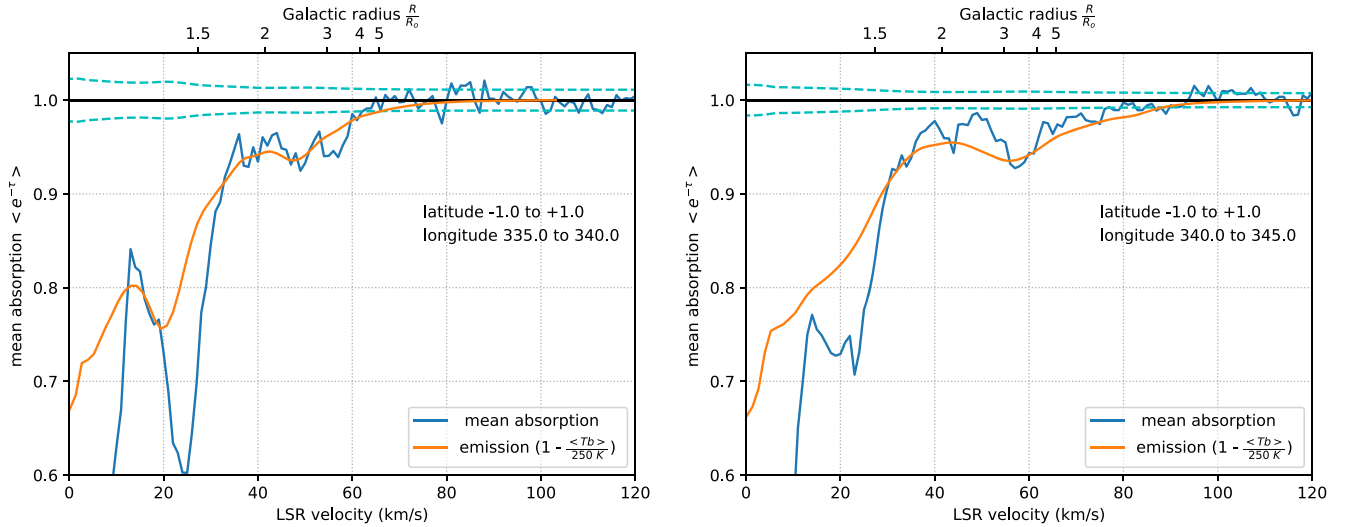 Galactic radius R/R_o
1.5 2 3 4 5
1.0
0.9
0.8
0.7
0.6
mean absorption < e^{-τ} >
latitude -1.0 to +1.0
longitude 335.0 to 340.0
mean absorption
emission (1 - <Tb>/250 K)
0 20 40 60 80 100 120
LSR velocity (km/s)
Galactic radius R/R_o
1.5 2 3 4 5
1.0
0.9
0.8
0.7
0.6
mean absorption < e^{-τ} >
latitude -1.0 to +1.0
longitude 340.0 to 345.0
mean absorption
emission (1 - <Tb>/250 K)
0 20 40 60 80 100 120
LSR velocity (km/s)